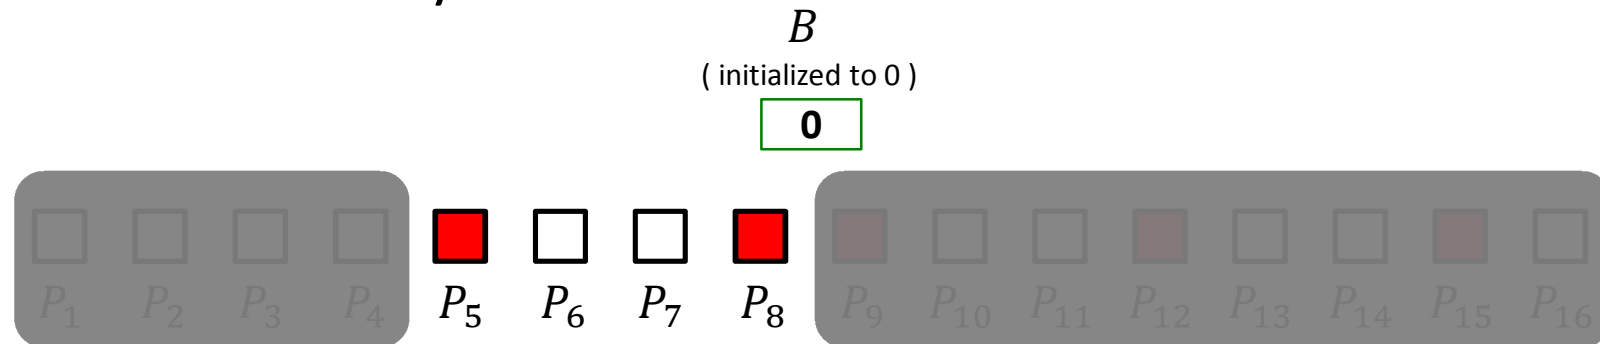 B
( initialized to 0 )
0
P₁ P₂ P₃ P₄ P₅ P₆ P₇ P₈ P₉ P₁₀ P₁₁ P₁₂ P₁₃ P₁₄ P₁₅ P₁₆